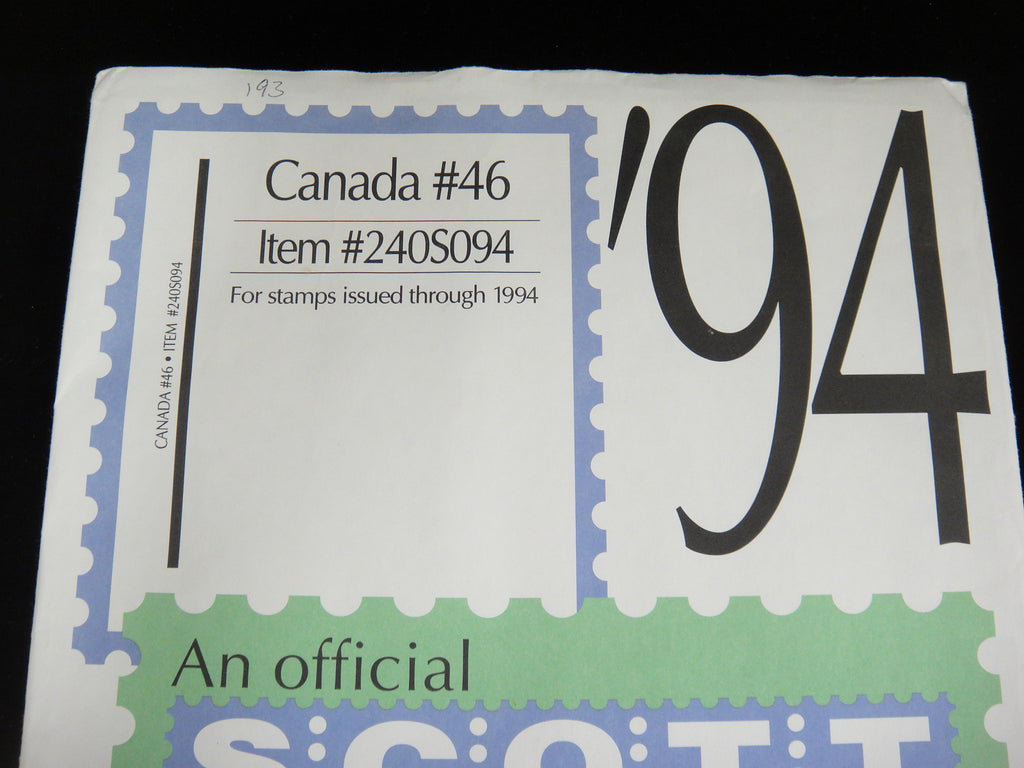 193
Canada #46
Item #240S094
For stamps issued through 1994
CANADA #46 • ITEM #240S094
'94
An official
S:C:O:T:T